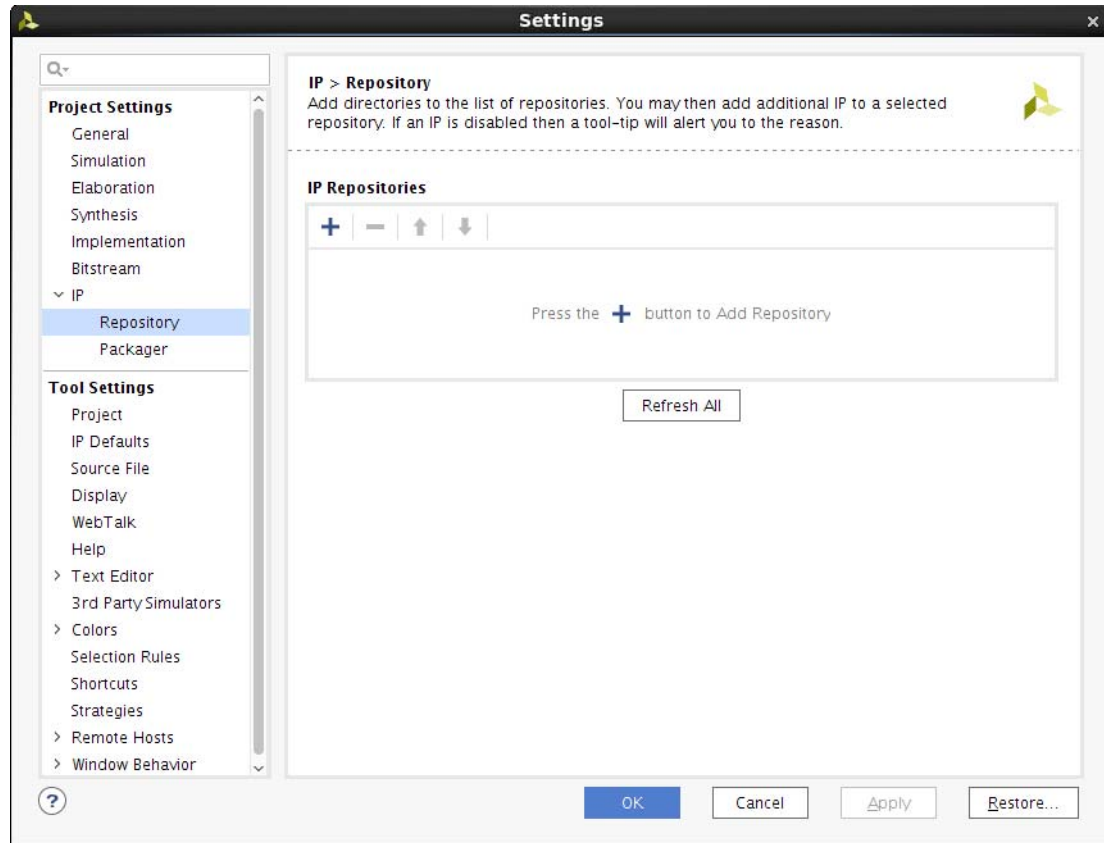 Settings
Project Settings
General
Simulation
Elaboration
Synthesis
Implementation
Bitstream
IP
Repository
Packager
Tool Settings
Project
IP Defaults
Source File
Display
WebTalk
Help
Text Editor
3rd Party Simulators
Colors
Selection Rules
Shortcuts
Strategies
Remote Hosts
Window Behavior
IP > Repository
Add directories to the list of repositories. You may then add additional IP to a selected
repository. If an IP is disabled then a tool-tip will alert you to the reason.
IP Repositories
Press the + button to Add Repository
Refresh All
?
OK
Cancel
Apply
Restore...